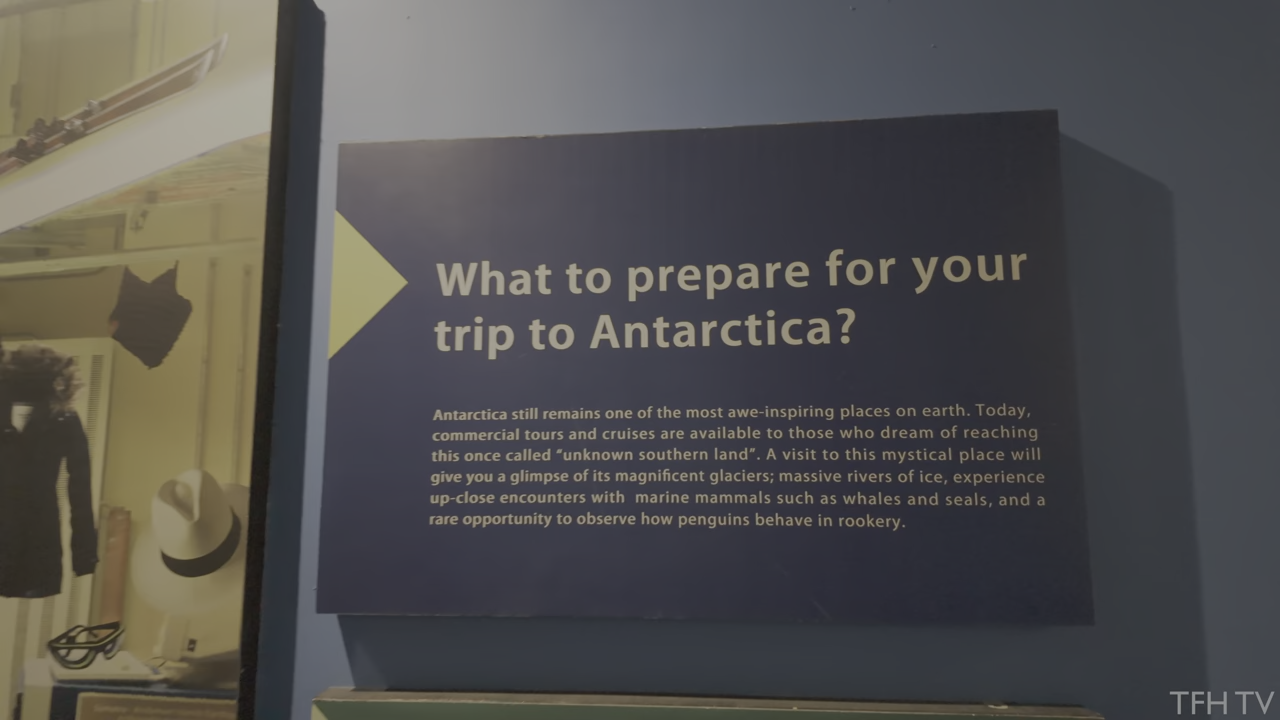 What to prepare for your
trip to Antarctica?
Antarctica still remains one of the most awe-inspiring places on earth. Today,
commercial tours and cruises are available to those who dream of reaching
this once called "unknown southern land". A visit to this mystical place will
give you a glimpse of its magnificent glaciers; massive rivers of ice, experience
up-close encounters with  marine mammals such as whales and seals, and a
rare opportunity to observe how penguins behave in rookery.
TFH TV